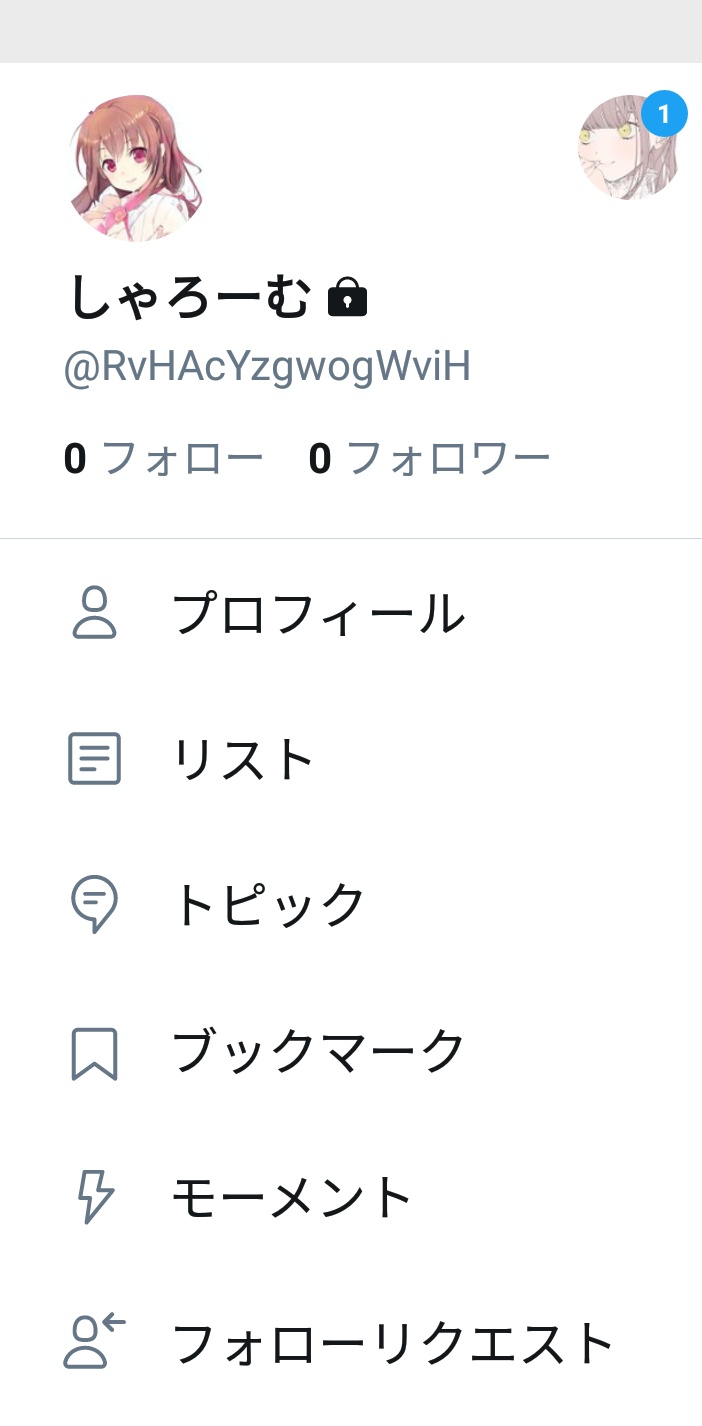 1
しゃろーむ
@RvHAcYzgwogWviH
0 フォロー 0 フォロワー
プロフィール
リスト
トピック
ブックマーク
モーメント
フォローリクエスト